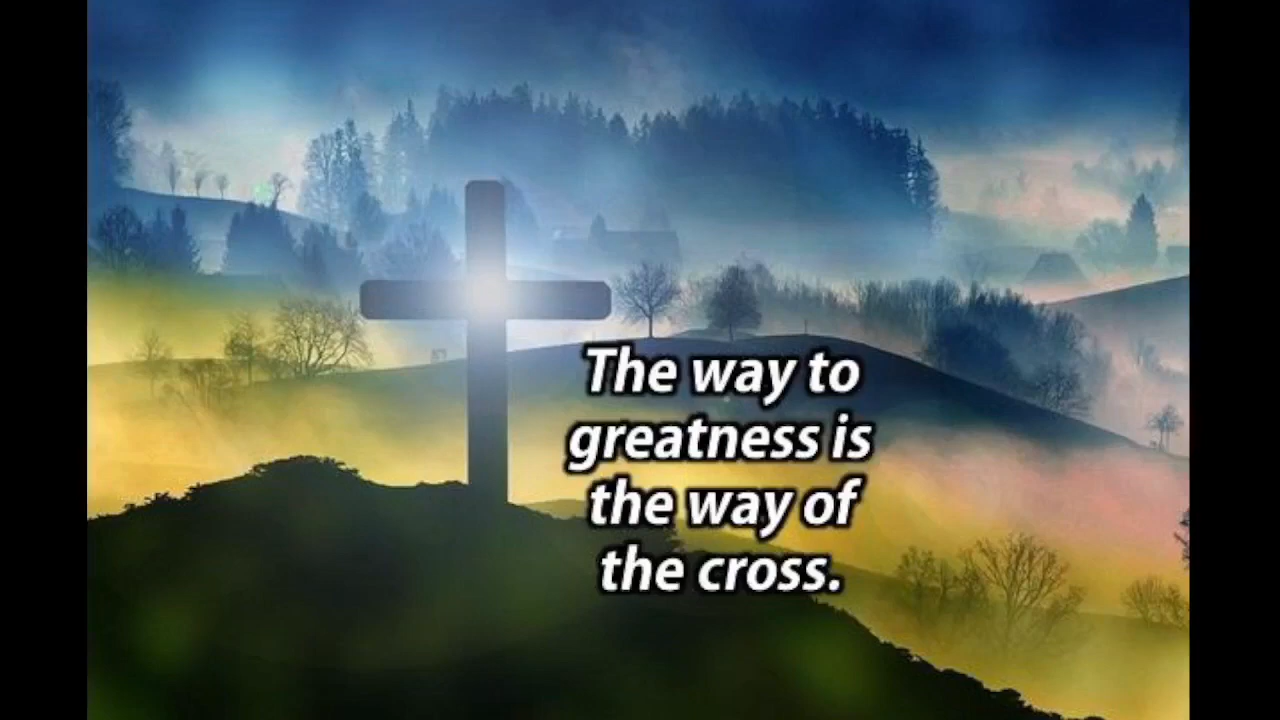 The way to
greatness is
the way of
the cross.